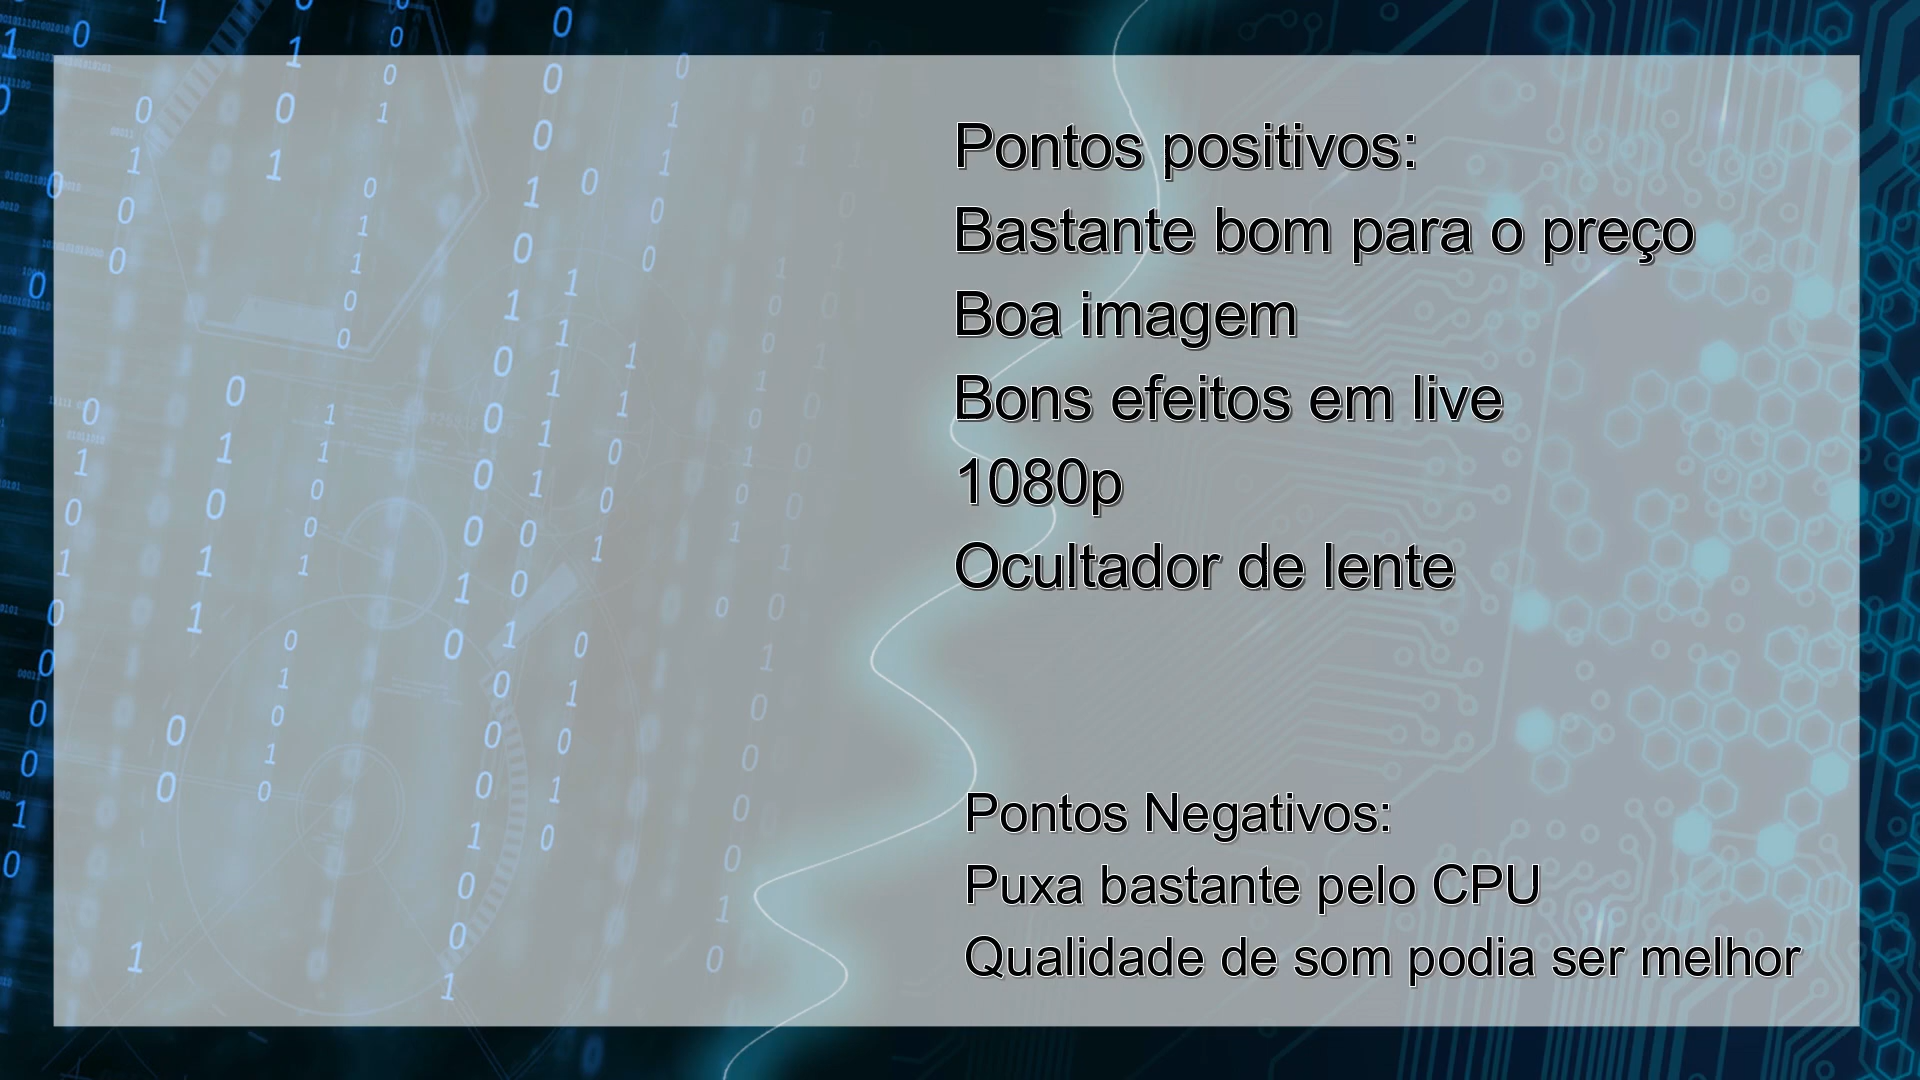 Pontos positivos:
Bastante bom para o preço
Boa imagem
Bons efeitos em live
1080p
Ocultador de lente
Pontos Negativos:
Puxa bastante pelo CPU
Qualidade de som podia ser melhor